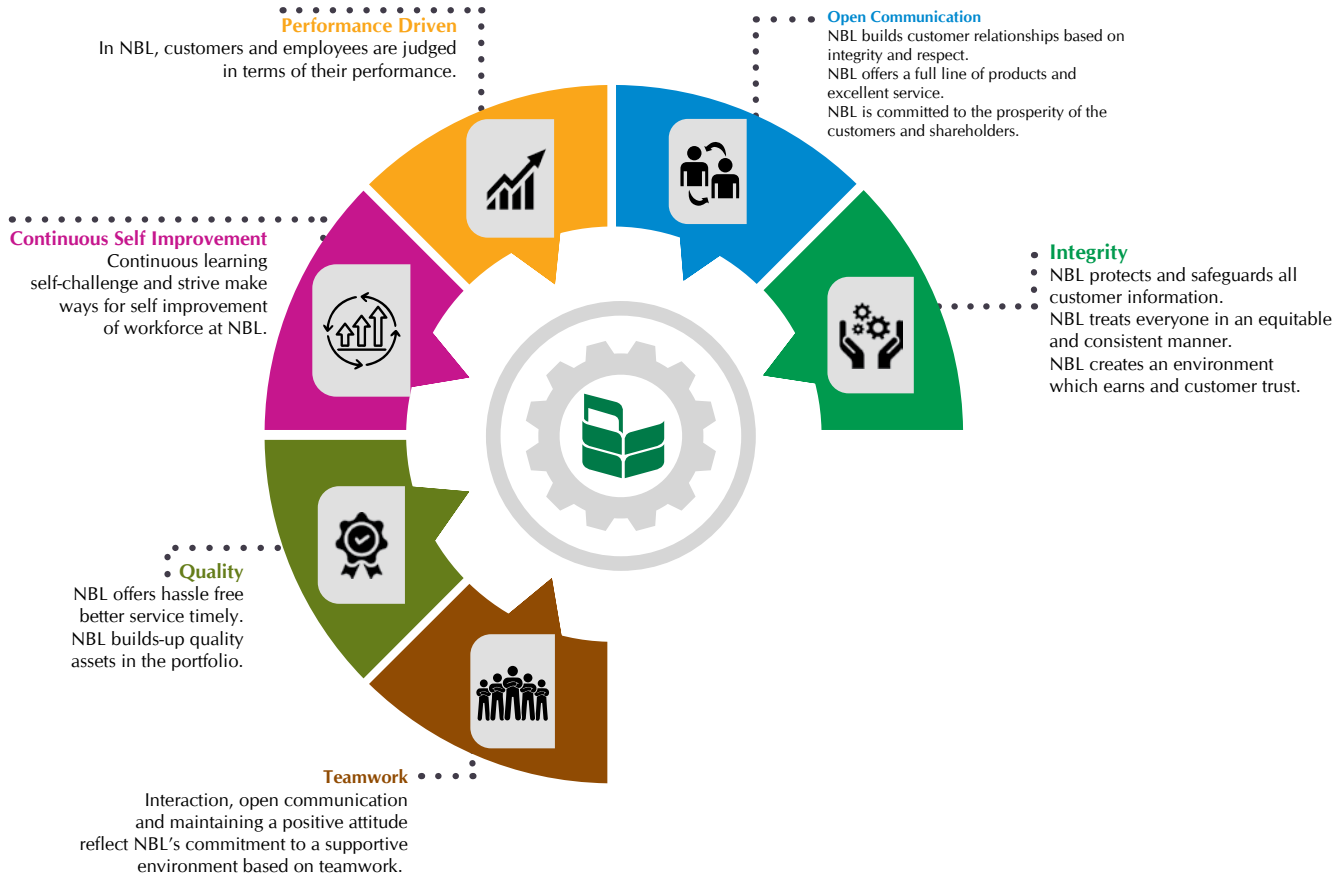 Performance Driven
In NBL, customers and employees are judged
in terms of their performance.
Open Communication
NBL builds customer relationships based on
integrity and respect.
NBL offers a full line of products and
excellent service.
NBL is committed to the prosperity of the
customers and shareholders.
Continuous Self Improvement
Continuous learning
self-challenge and strive make
ways for self improvement
of workforce at NBL.
Integrity
NBL protects and safeguards all
customer information.
NBL treats everyone in an equitable
and consistent manner.
NBL creates an environment
which earns and customer trust.
Quality
NBL offers hassle free
better service timely.
NBL builds-up quality
assets in the portfolio.
Teamwork
Interaction, open communication
and maintaining a positive attitude
reflect NBL’s commitment to a supportive
environment based on teamwork.